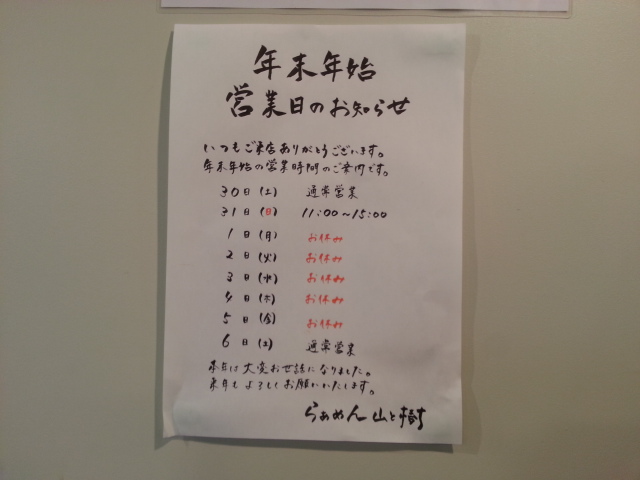 年末年始
営業日のお知らせ
いつもご来店ありがとうございます。
年末年始の営業時間のご案内です。
30日(土) 通常営業
31日(日) 11:00~15:00
1日(月) お休み
2日(火) お休み
3日(水) お休み
4日(木) お休み
5日(金) お休み
6日(土) 通常営業
本年は大変お世話になりました。
来年もよろしくお願いいたします。
らぁめん 山と樹